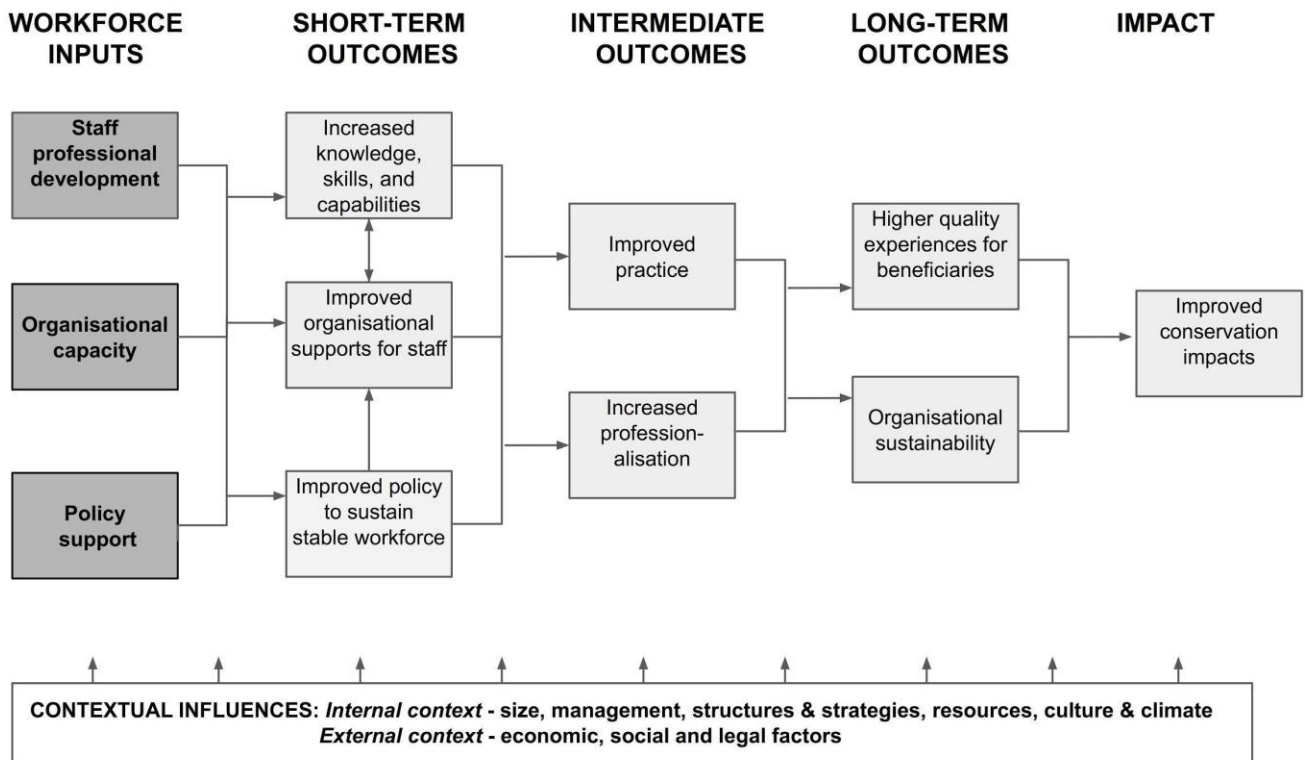 WORKFORCE
INPUTS
SHORT-TERM
OUTCOMES
INTERMEDIATE
OUTCOMES
LONG-TERM
OUTCOMES
IMPACT
Staff
professional
development
Organisational
capacity
Policy
support
Increased
knowledge,
skills, and
capabilities
Improved
organisational
supports for staff
Improved policy
to sustain
stable workforce
Improved
practice
Increased
profession-
alisation
Higher quality
experiences for
beneficiaries
Organisational
sustainability
Improved
conservation
impacts
CONTEXTUAL INFLUENCES: Internal context - size, management, structures & strategies, resources, culture & climate
External context - economic, social and legal factors